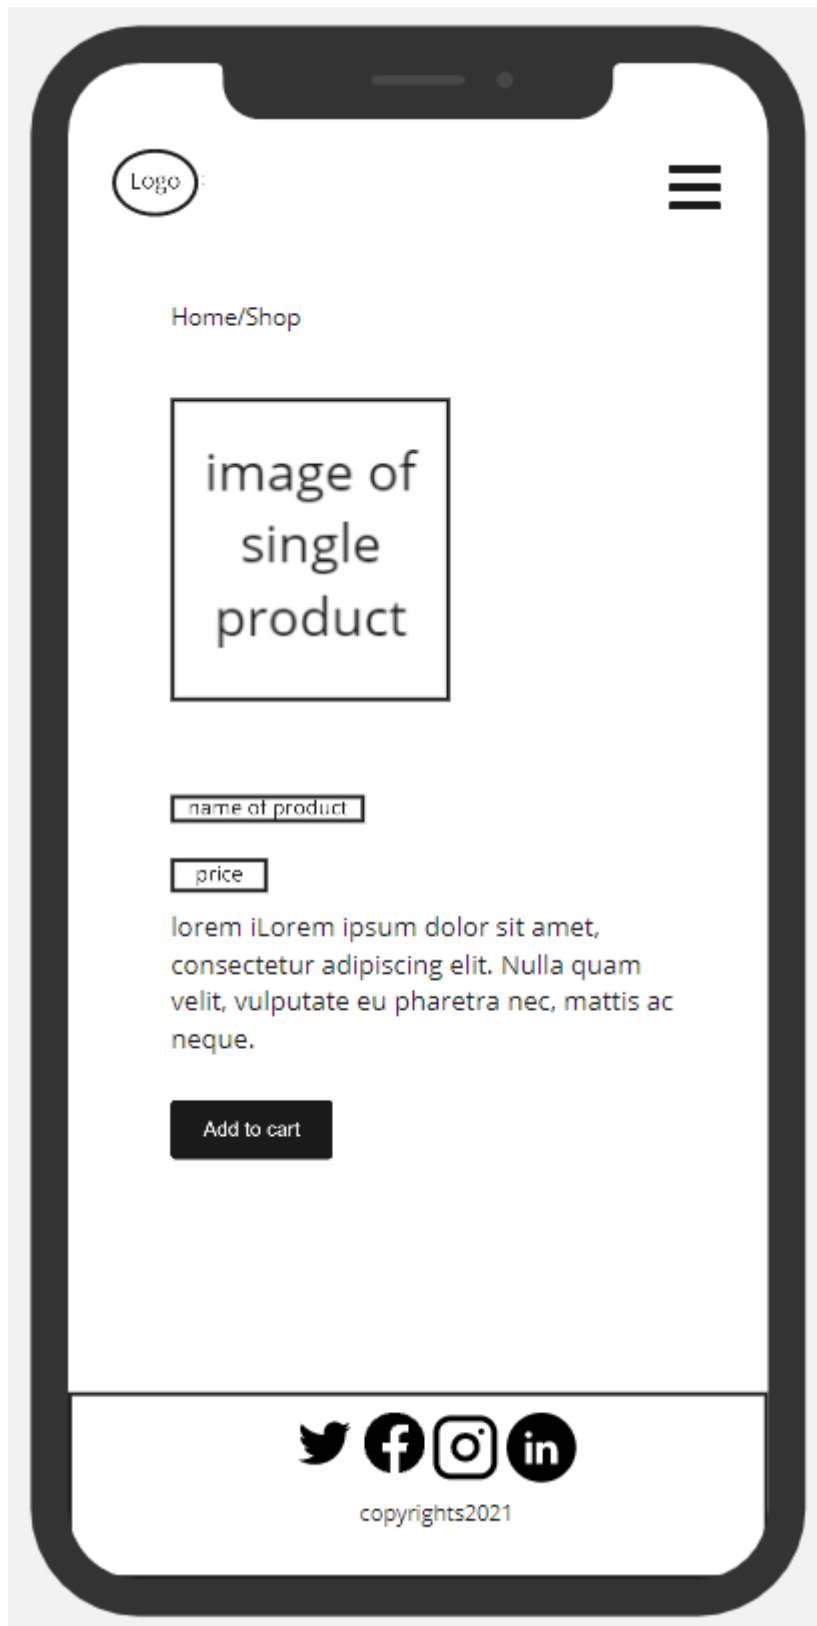 Logo
Home/Shop
image of
single
product
name of product
price
lorem iLorem ipsum dolor sit amet,
consectetur adipiscing elit. Nulla quam
velit, vulputate eu pharetra nec, mattis ac
neque.
Add to cart
in
copyrights2021